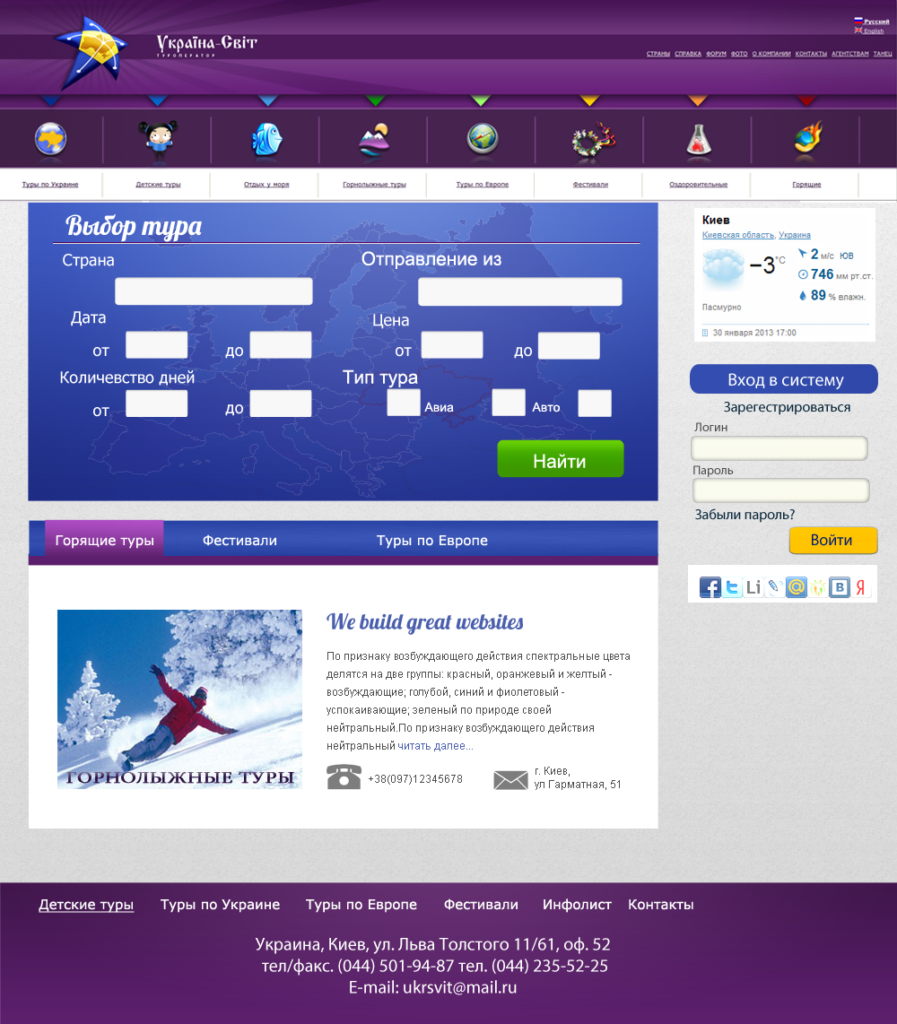 Україна-Світ
ТУРОПЕРАТОР
Русский
English
СТРАНЫ СПРАВКА ФОРУМ ФОТО О КОМПАНИИ КОНТАКТЫ АГЕНТСТВАМ ТАНЕЦ
Туры по Украине Детские туры Отдых у моря Горнолыжные туры Туры по Европе Фестивали Оздоровительные Горящие
Выбор тура
Страна Отправление из
Дата Цена
от до от до
Количевство дней Тип тура
от до Авиа Авто
Найти
Киев
Киевская область, Украина
−3°C
2 м/с ЮВ
746 мм рт.ст.
89 % влажн.
Пасмурно
30 января 2013 17:00
Вход в систему
Зарегестрироваться
Логин
Пароль
Забыли пароль?
Войти
Li В Я
Горящие туры Фестивали Туры по Европе
We build great websites
По признаку возбуждающего действия спектральные цвета
делятся на две группы: красный, оранжевый и желтый -
возбуждающие; голубой, синий и фиолетовый -
успокаивающие; зеленый по природе своей
нейтральный.По признаку возбуждающего действия
нейтральный читать далее...
ГОРНОЛЫЖНЫЕ ТУРЫ
+38(097)12345678
г. Киев,
ул Гарматная, 51
Детские туры Туры по Украине Туры по Европе Фестивали Инфолист Контакты
Украина, Киев, ул. Льва Толстого 11/61, оф. 52
тел/факс. (044) 501-94-87 тел. (044) 235-52-25
E-mail: ukrsvit@mail.ru